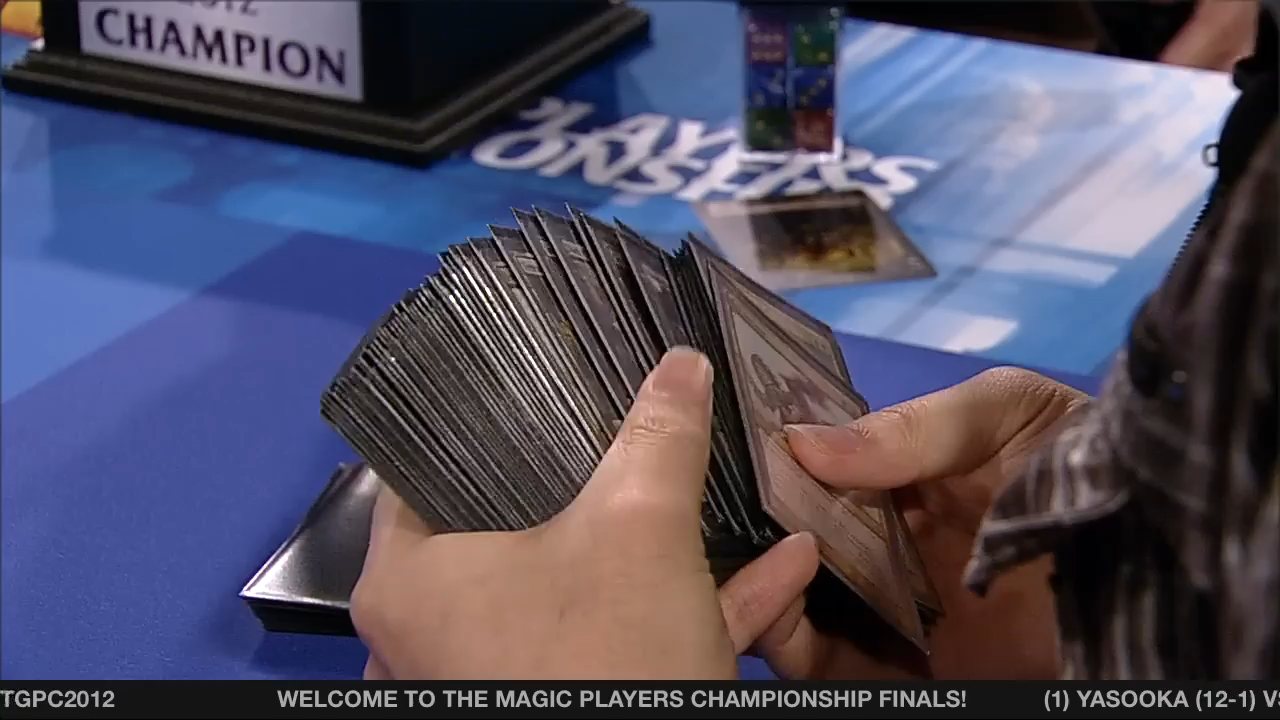 CHAMPION
TGPC2012
WELCOME TO THE MAGIC PLAYERS CHAMPIONSHIP FINALS!
(1) YASOOKA (12-1)